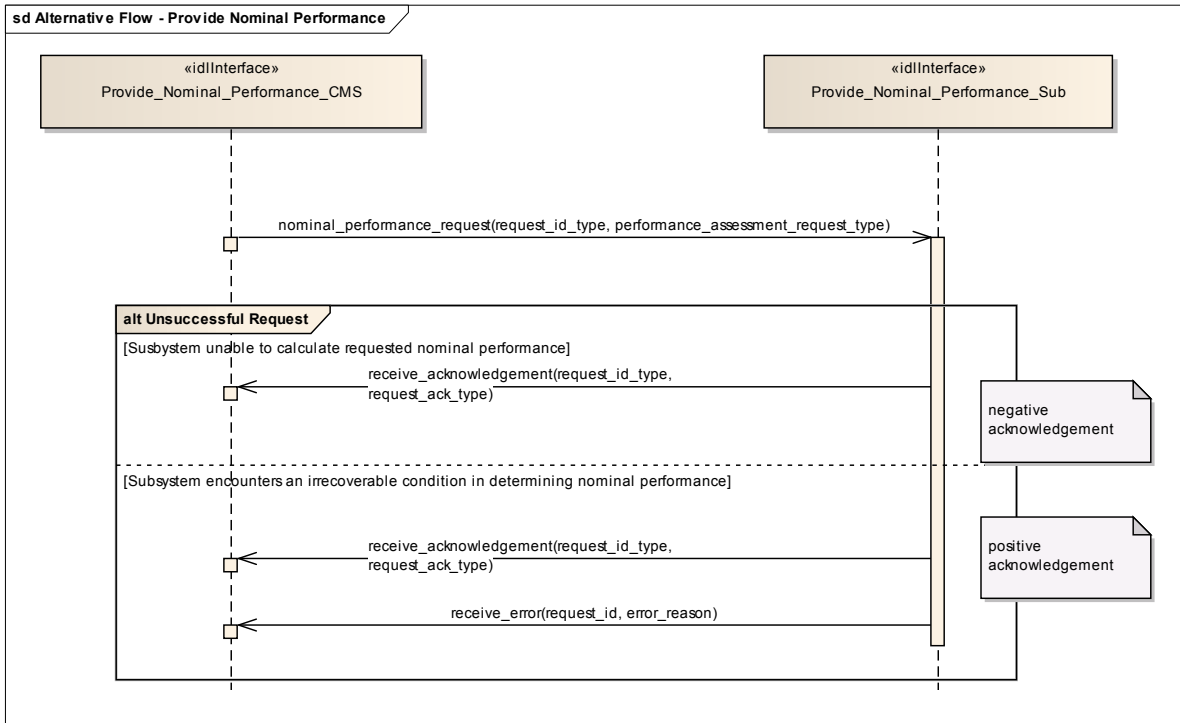 sd Alternative Flow - Provide Nominal Performance
«idlInterface»
Provide_Nominal_Performance_CMS
«idlInterface»
Provide_Nominal_Performance_Sub
nominal_performance_request(request_id_type, performance_assessment_request_type)
alt Unsuccessful Request
[Susbystem unable to calculate requested nominal performance]
receive_acknowledgement(request_id_type,
request_ack_type)
negative
acknowledgement
[Subsystem encounters an irrecoverable condition in determining nominal performance]
receive_acknowledgement(request_id_type,
request_ack_type)
positive
acknowledgement
receive_error(request_id, error_reason)